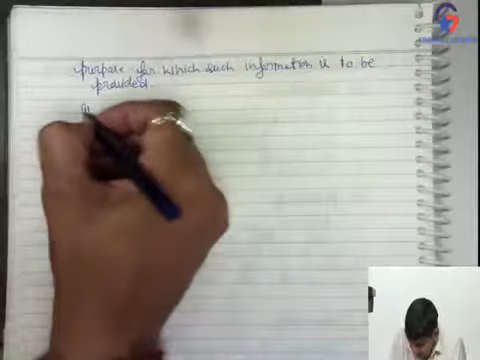 purpose for which such information is to be
provided.